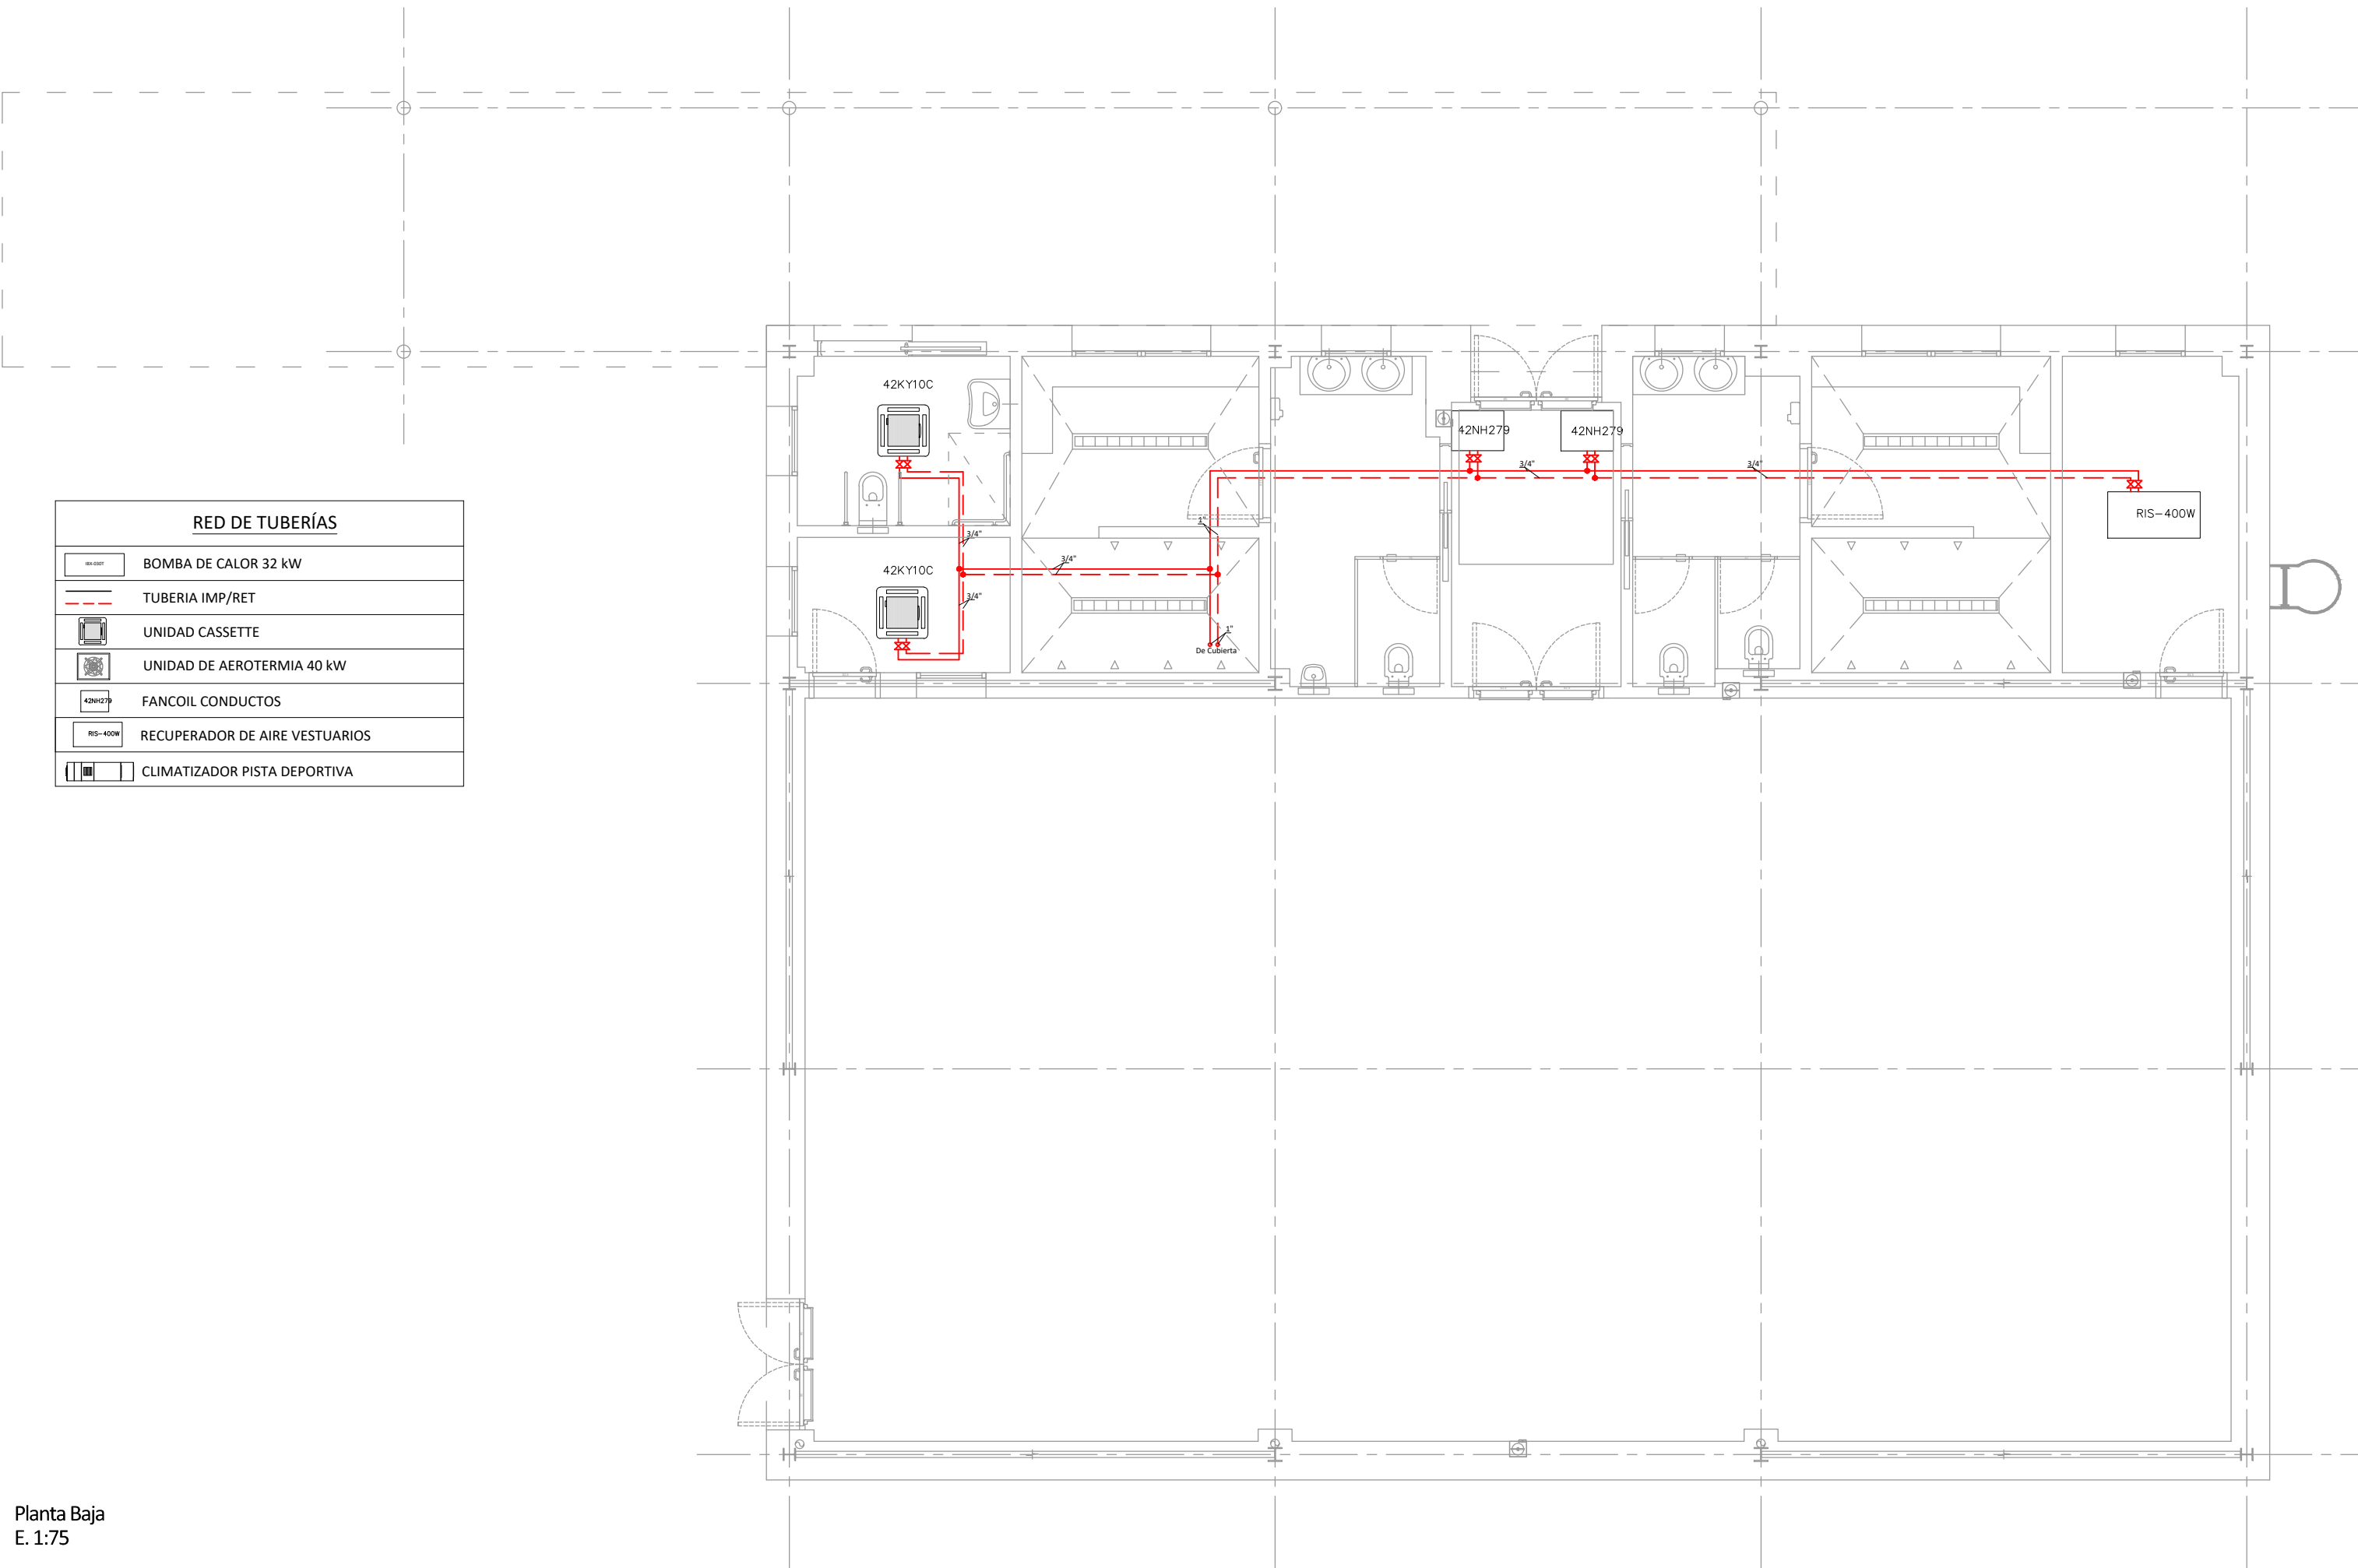 42KY10C
42NH279
42NH279
3/4"
3/4"
RED DE TUBERÍAS
RIS-400W
BOMBA DE CALOR 32 kW
1"
3/4"
3/4"
42KY10C
TUBERIA IMP/RET
3/4"
UNIDAD CASSETTE
1"
De Cubierta
UNIDAD DE AEROTERMIA 40 kW
42NH279 FANCOIL CONDUCTOS
RIS-400W RECUPERADOR DE AIRE VESTUARIOS
CLIMATIZADOR PISTA DEPORTIVA
Planta Baja
E. 1:75